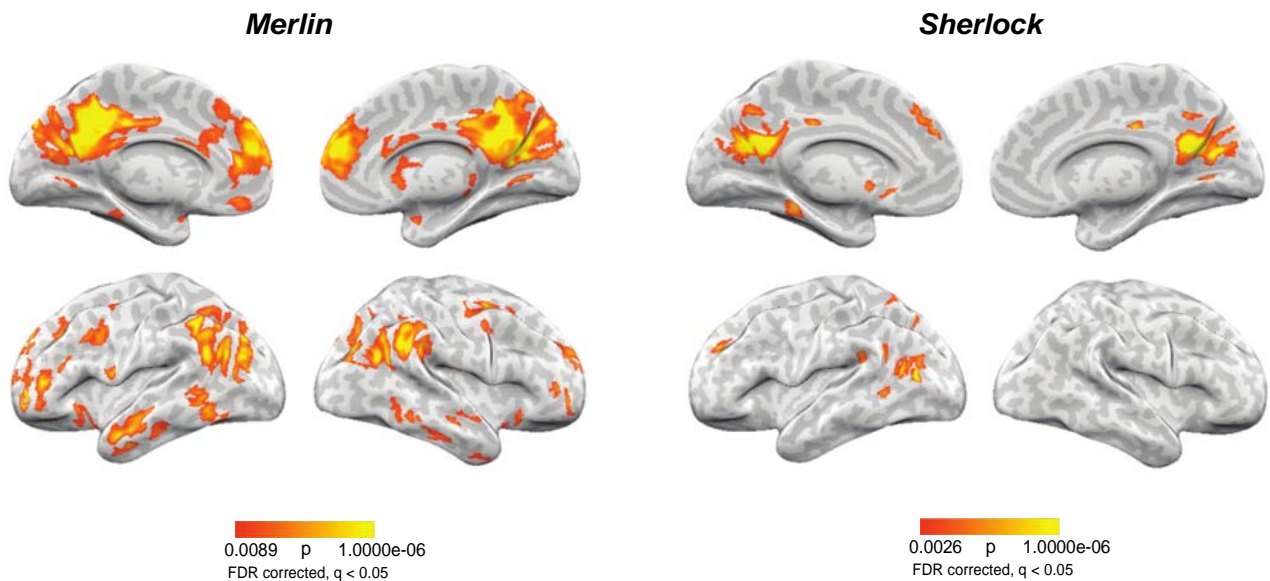 Merlin
Sherlock
0.0089 p 1.0000e-06
FDR corrected, q < 0.05
0.0026 p 1.0000e-06
FDR corrected, q < 0.05